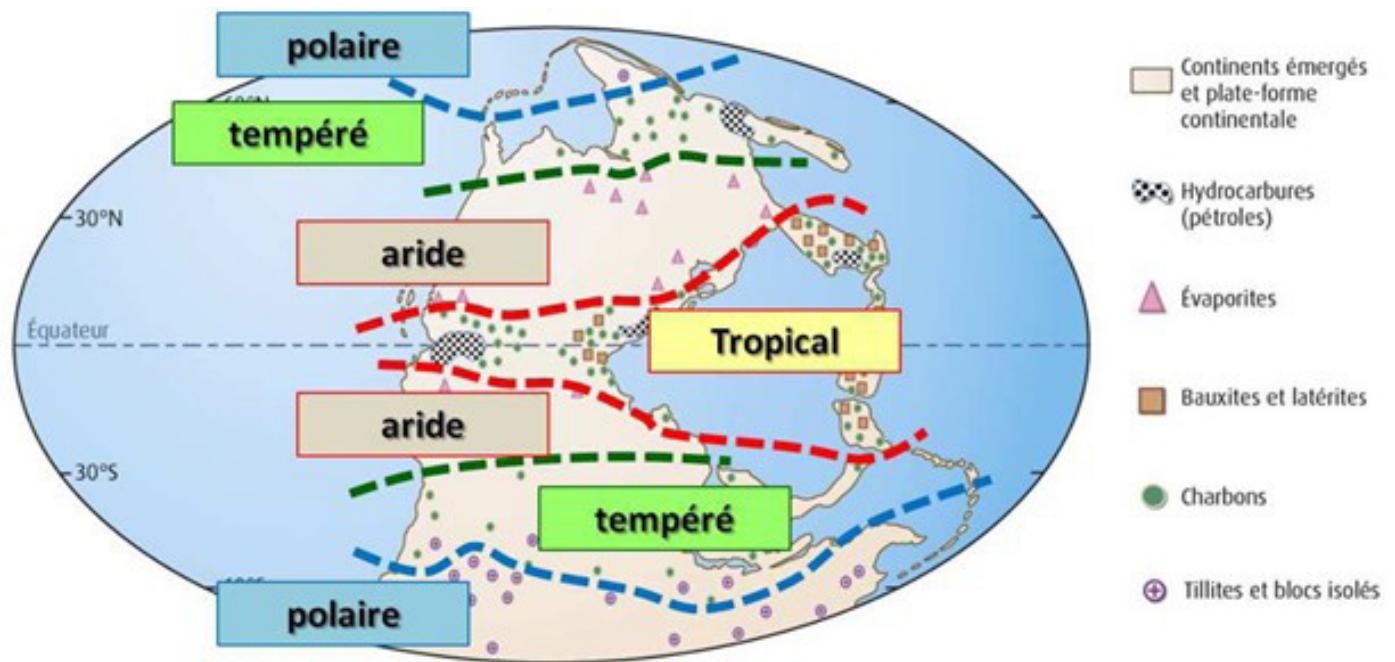 polaire
tempéré
30°N
aride
Équateur
Tropical
aride
30°S
tempéré
polaire
Continents émergés
et plate-forme
continentale
Hydrocarbures
(pétroles)
Évaporites
Bauxites et latérites
Charbons
Tillites et blocs isolés